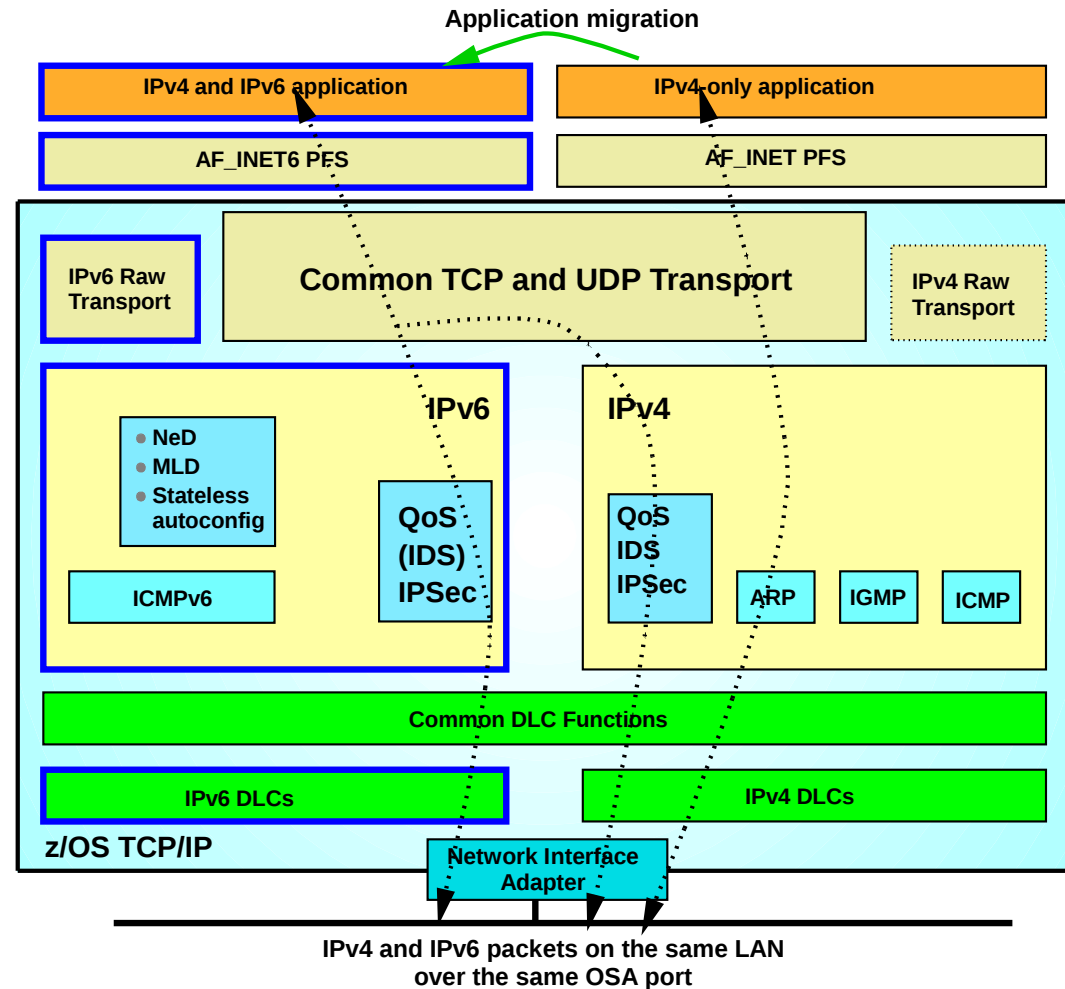 Application migration
IPv4 and IPv6 application
IPv4-only application
AF_INET6 PFS
AF_INET PFS
IPv6 Raw
Transport
Common TCP and UDP Transport
IPv4 Raw
Transport
IPv6
NeD
MLD
Stateless
autoconfig
QoS
(IDS)
IPSec
ICMPv6
IPv4
QoS
IDS
IPSec
ARP
IGMP
ICMP
Common DLC Functions
IPv6 DLCs
IPv4 DLCs
z/OS TCP/IP
Network Interface
Adapter
IPv4 and IPv6 packets on the same LAN
over the same OSA port